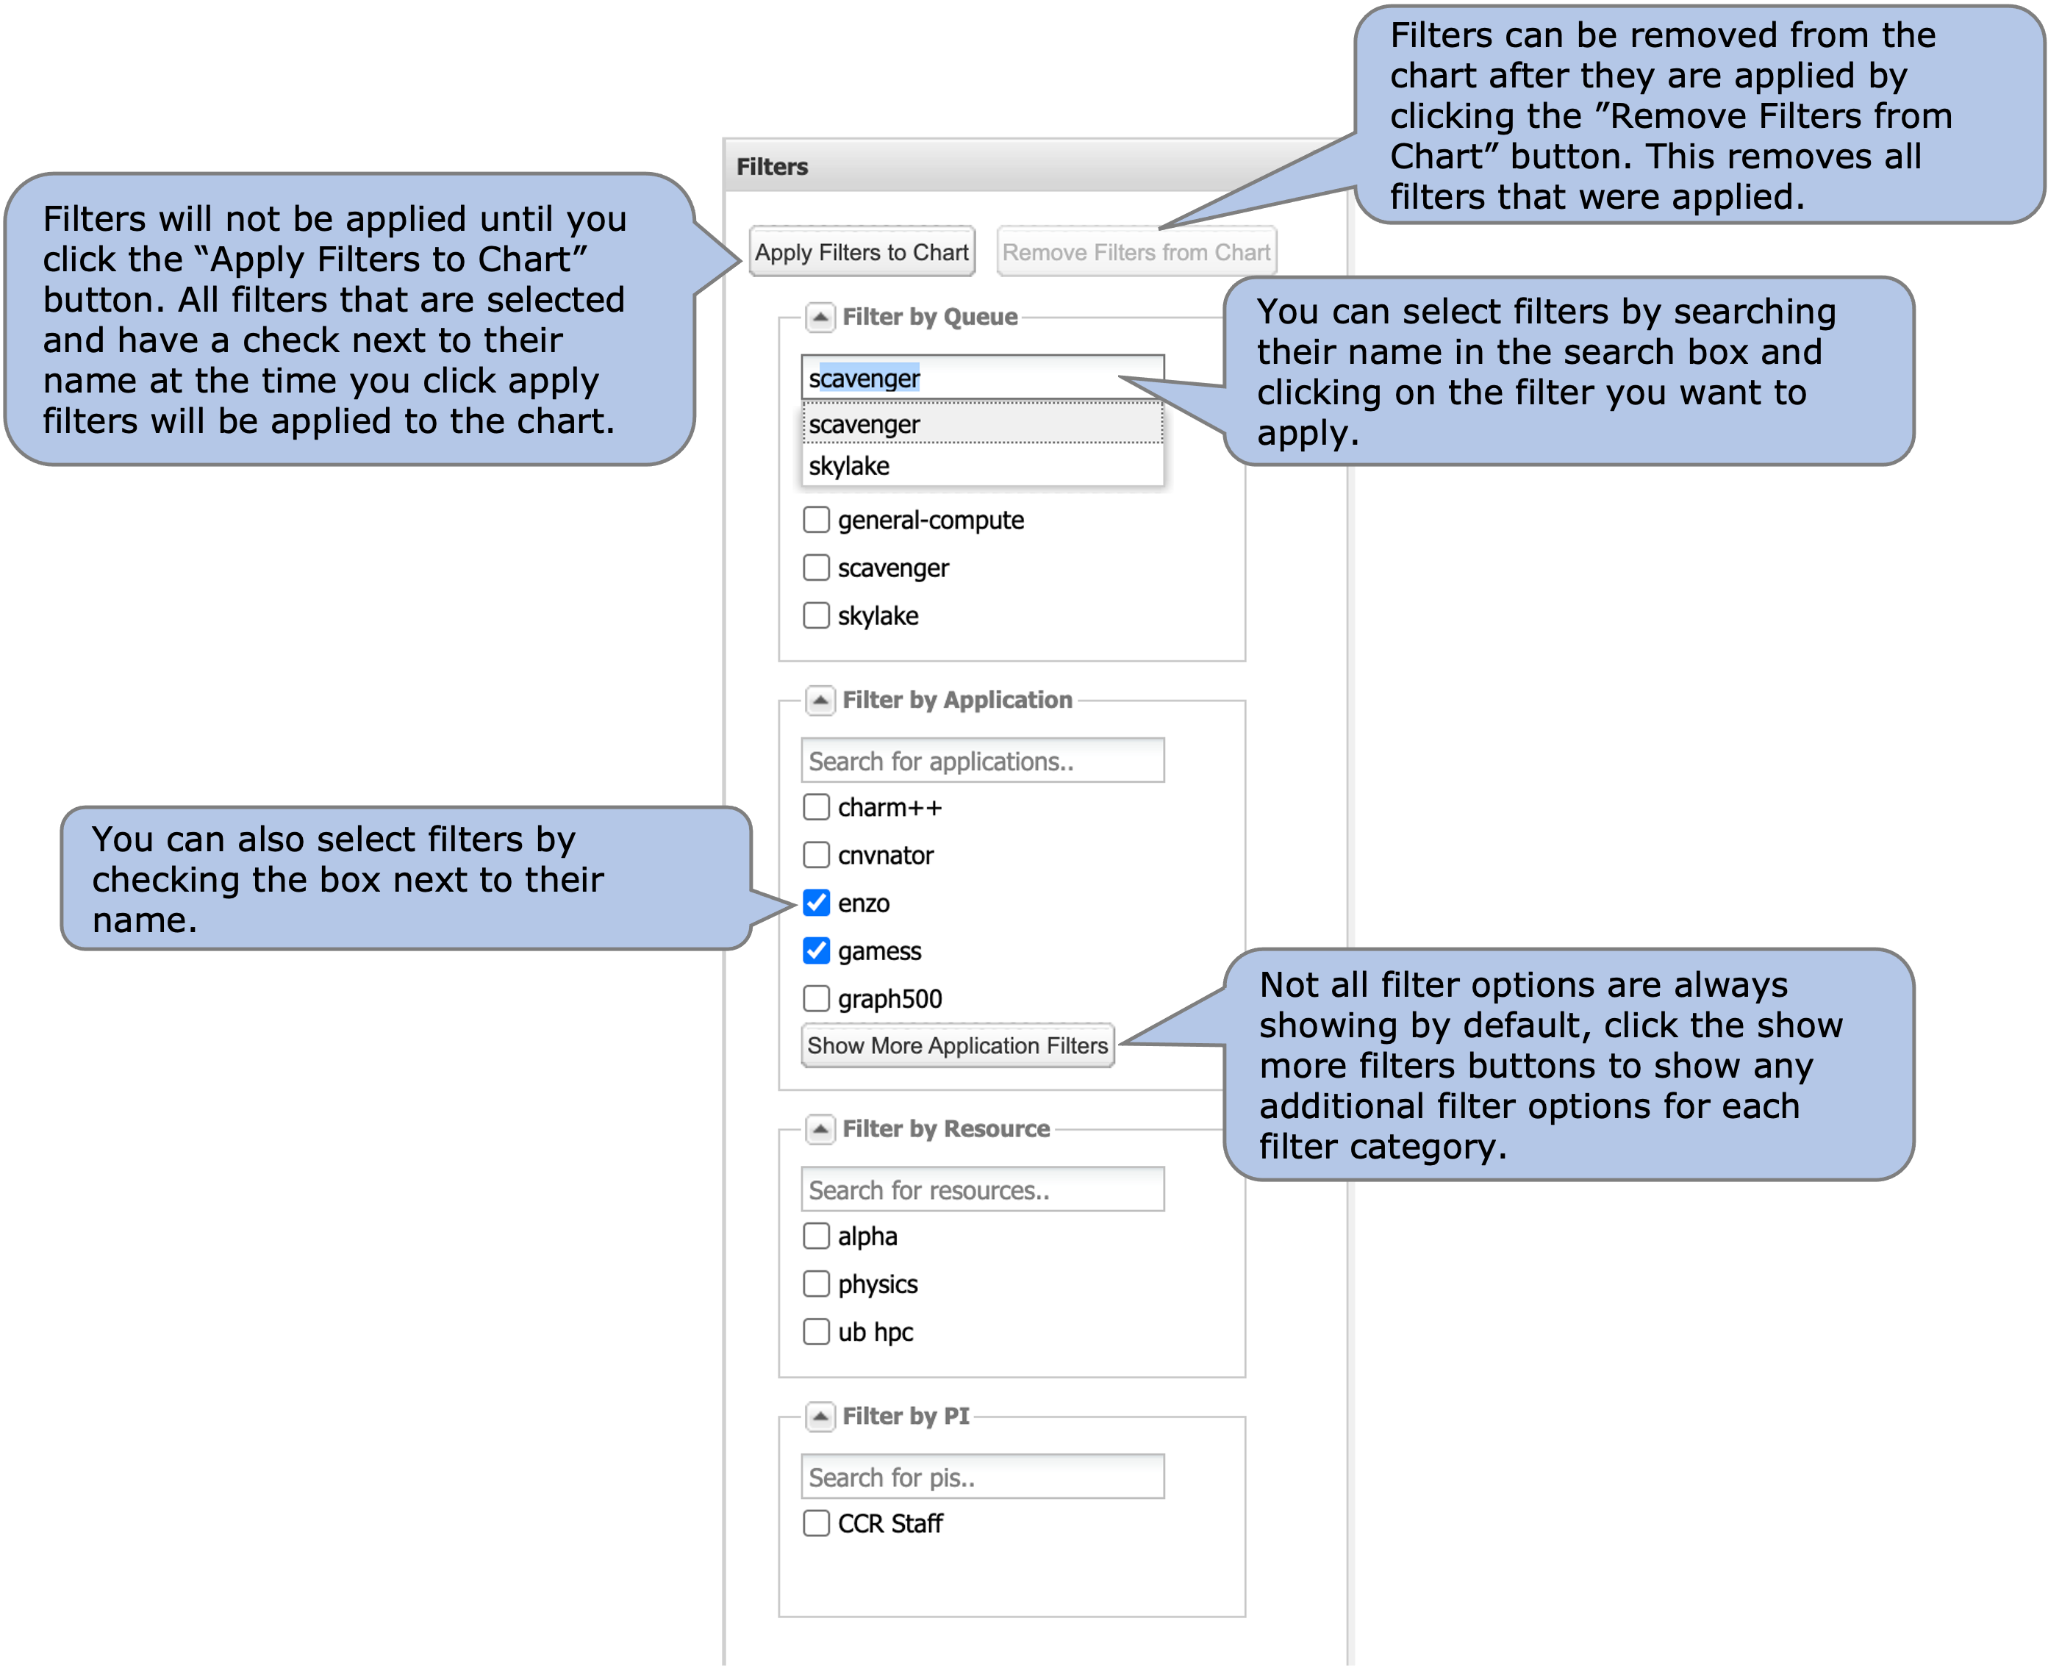 Filters can be removed from the
chart after they are applied by
clicking the ”Remove Filters from
Chart” button. This removes all
filters that were applied.
Filters
Filters will not be applied until you
click the “Apply Filters to Chart”
button. All filters that are selected
and have a check next to their
name at the time you click apply
filters will be applied to the chart.
Apply Filters to Chart
Remove Filters from Chart
Filter by Queue
You can select filters by searching
their name in the search box and
clicking on the filter you want to
apply.
scavenger
scavenger
skylake
general-compute
scavenger
skylake
Filter by Application
Search for applications..
charm++
cnvnator
enzo
gamess
graph500
Show More Application Filters
You can also select filters by
checking the box next to their
name.
Not all filter options are always
showing by default, click the show
more filters buttons to show any
additional filter options for each
filter category.
Filter by Resource
Search for resources..
alpha
physics
ub hpc
Filter by PI
Search for pis..
CCR Staff